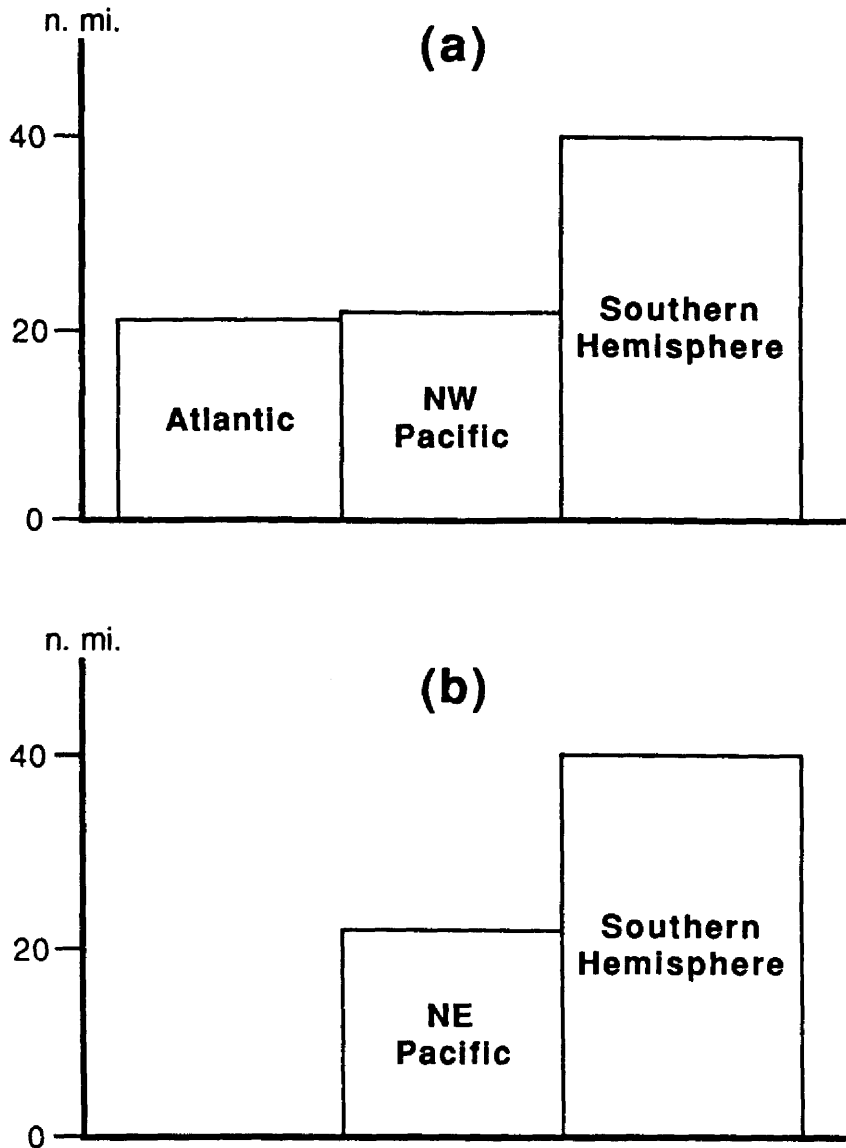 n. mi.
(a)
40
20
0
Atlantic
NW
Pacific
Southern
Hemisphere
n. mi.
(b)
40
20
0
NE
Pacific
Southern
Hemisphere